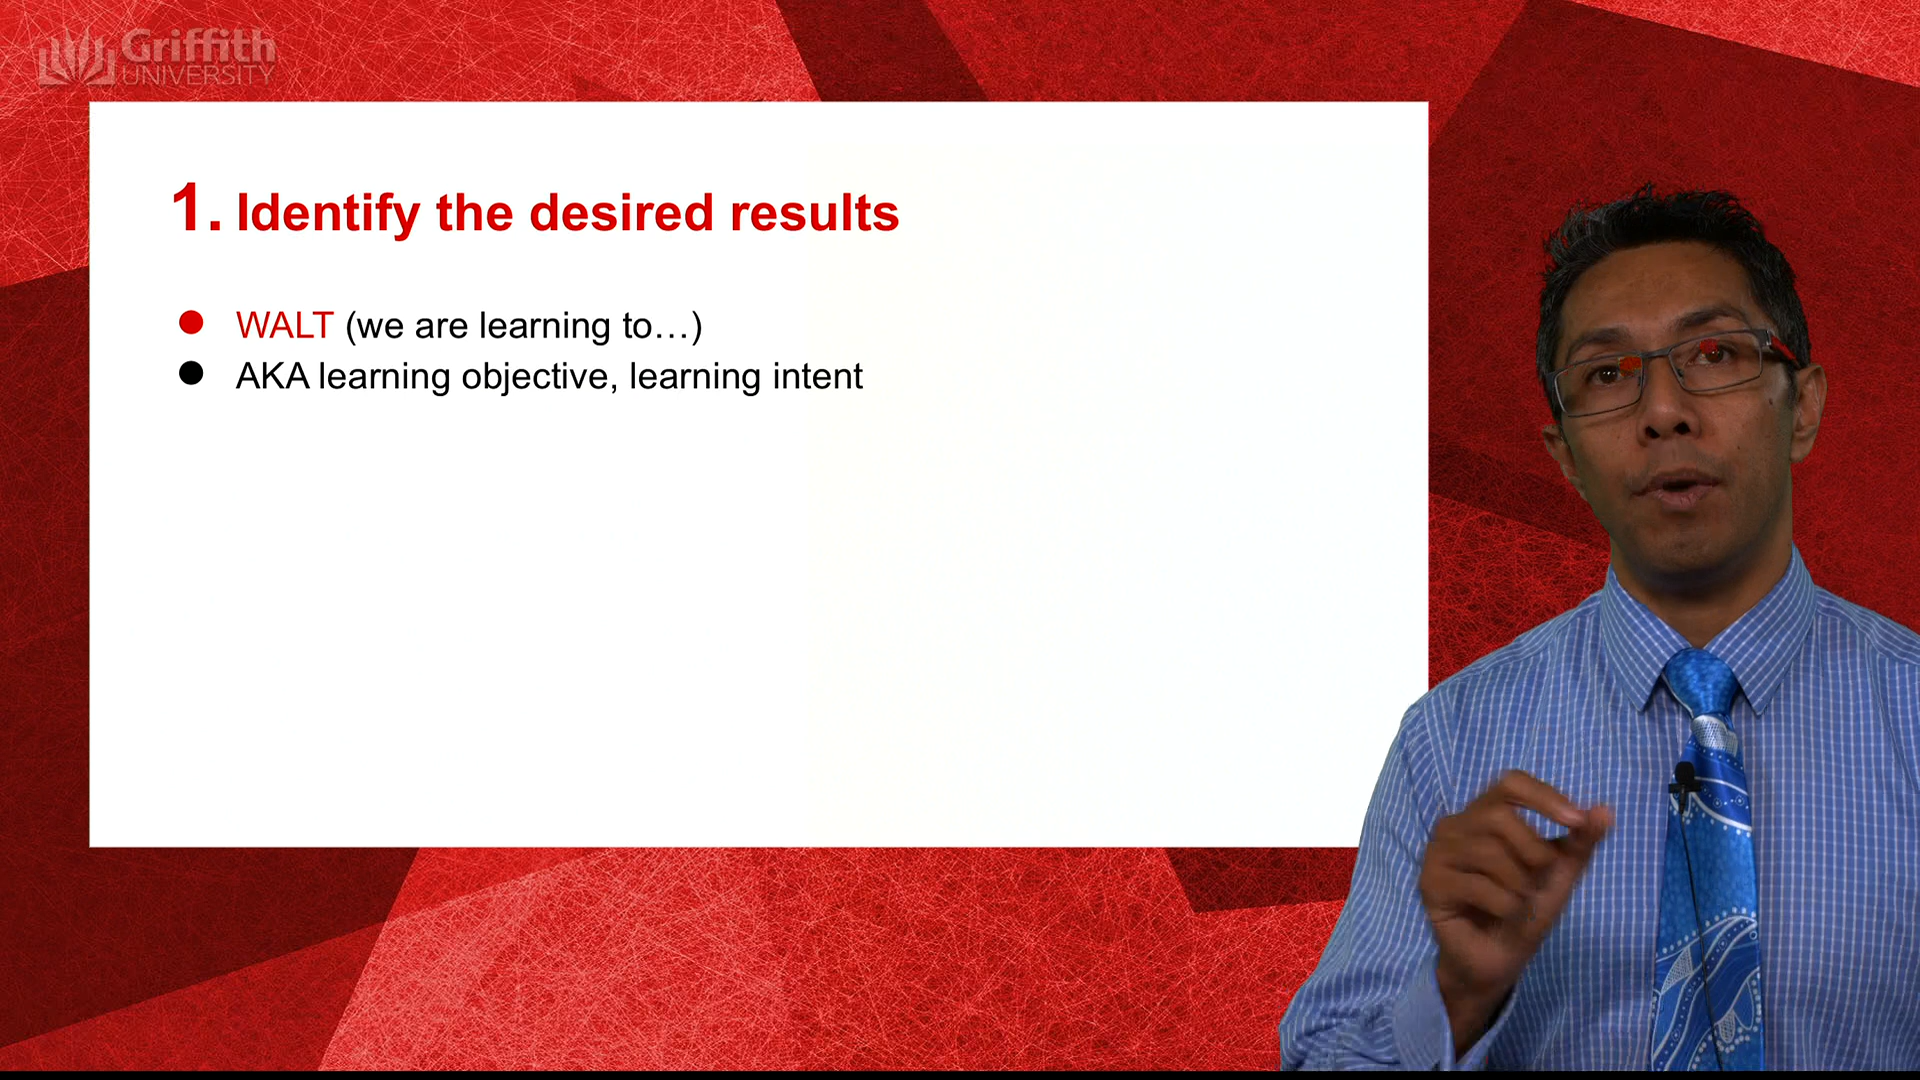 Griffith
UNIVERSITY
1. Identify the desired results
WALT (we are learning to…)
AKA learning objective, learning intent